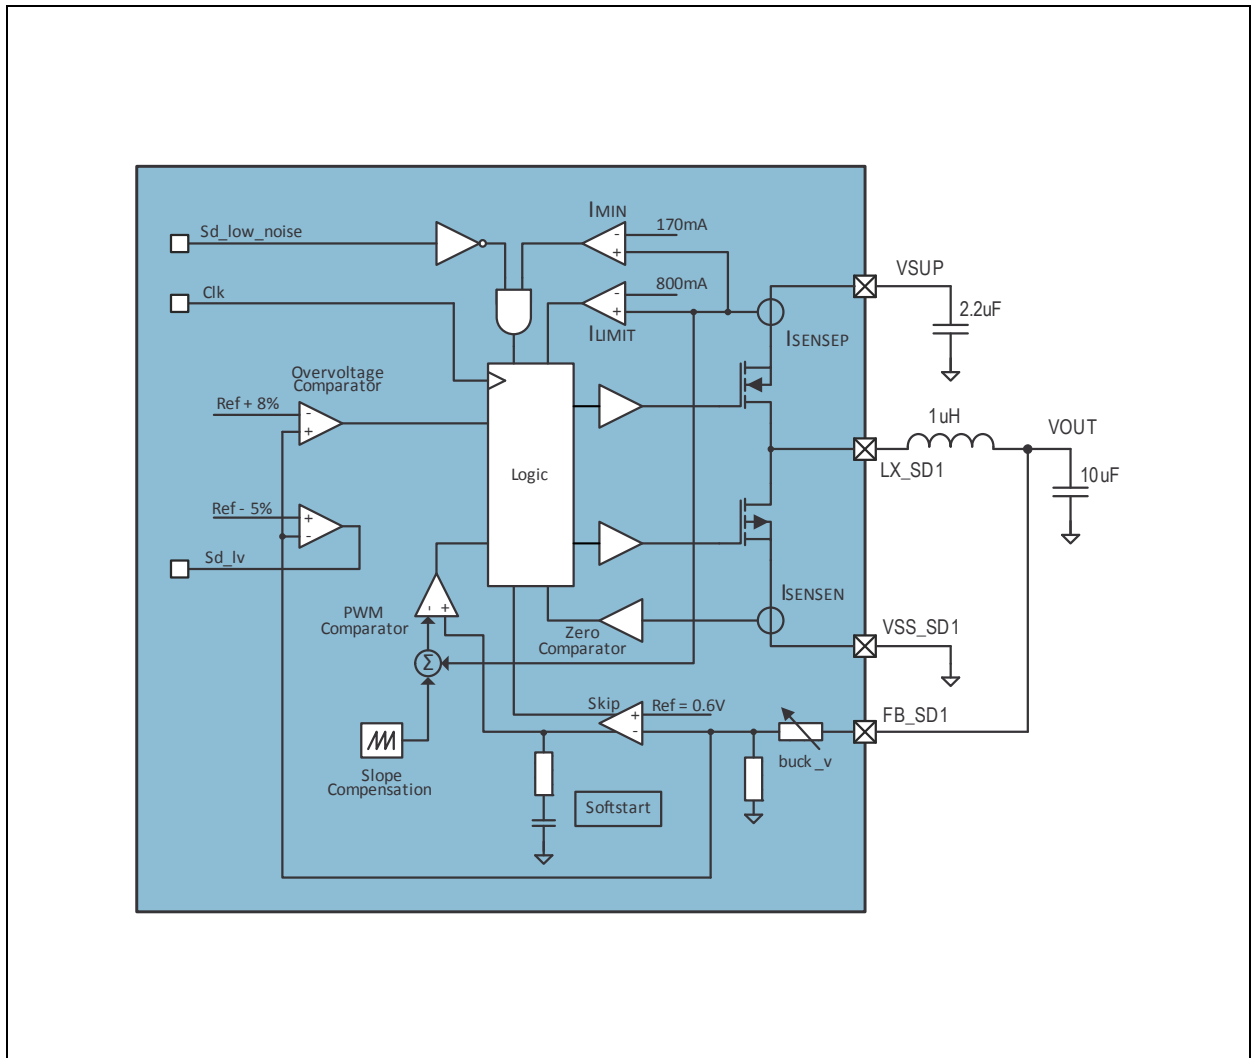 Sd_low_noise
IMIN
170mA
VSUP
Clk
800mA
2.2uF
ILIMIT
ISENSEP
Overvoltage
Comparator
Ref + 8%
-
+
1uH
VOUT
LX_SD1
10uF
Logic
Ref - 5%
+
-
Sd_lv
ISENSEN
PWM
Comparator
- +
Zero
Comparator
VSS_SD1
Σ
Skip
Ref = 0.6V
+
-
FB_SD1
buck_v
Slope
Compensation
Softstart